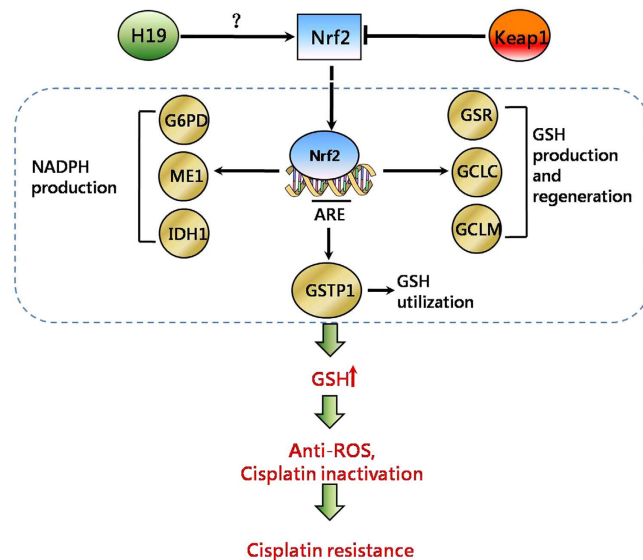 H19
?
Nrf2
Keap1
G6PD
ME1
IDH1
NADPH
production
Nrf2
ARE
GSR
GCLC
GCLM
GSH
production
and
regeneration
GSTP1
GSH
utilization
GSH↑
Anti-ROS,
Cisplatin inactivation
Cisplatin resistance